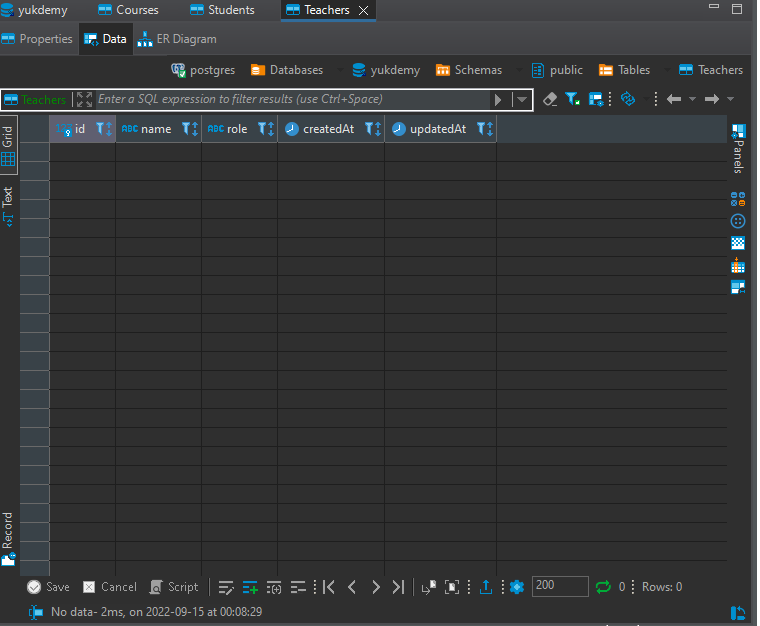 yukdemy Courses Students Teachers
Properties Data ER Diagram
postgres Databases yukdemy Schemas public Tables Teachers
Teachers Enter a SQL expression to filter results (use Ctrl+Space)
Grid
id ABC name ABC role createdAt updatedAt
Panels
Text
Record
Save Cancel Script 200 0 Rows: 0
No data- 2ms, on 2022-09-15 at 00:08:29